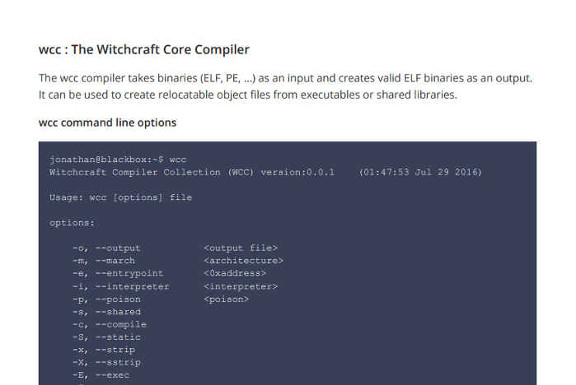 wcc : The Witchcraft Core Compiler
The wcc compiler takes binaries (ELF, PE, ...) as an input and creates valid ELF binaries as an output.
It can be used to create relocatable object files from executables or shared libraries.
wcc command line options
jonathan@blackbox:~$ wcc
Witchcraft Compiler Collection (WCC) version:0.0.1    (01:47:53 Jul 29 2016)
Usage: wcc [options] file
options:
-o, --output           <output file>
-m, --march            <architecture>
-e, --entrypoint       <0xaddress>
-i, --interpreter      <interpreter>
-p, --poison           <poison>
-s, --shared
-c, --compile
-S, --static
-x, --strip
-X, --sstrip
-E, --exec